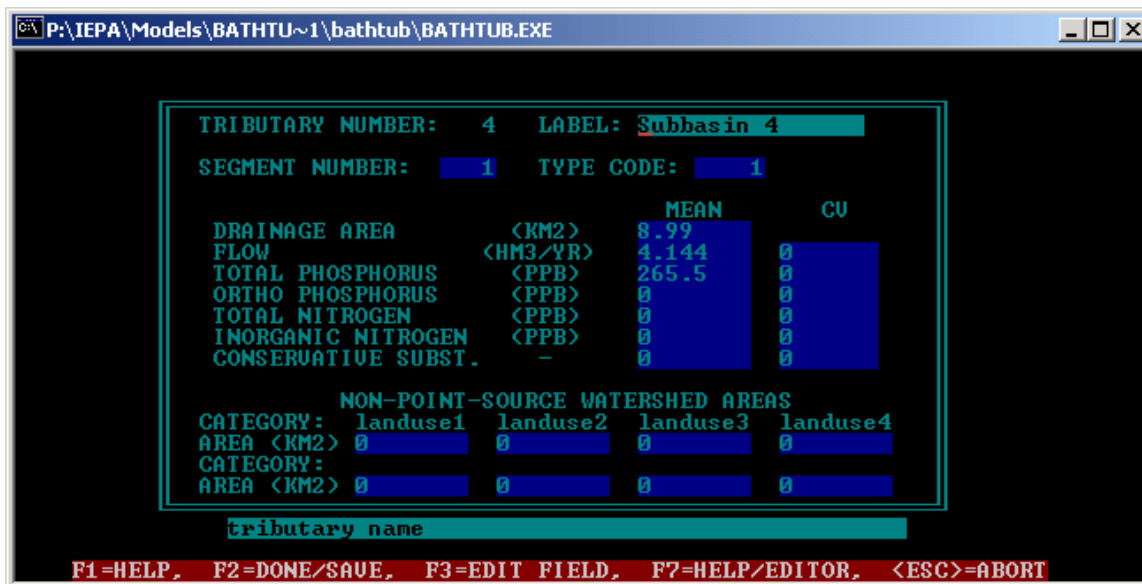 P:\IEPA\Models\BATHTU~1\bathtub\BATHTUB.EXE
TRIBUTARY NUMBER: 4 LABEL: Subbasin 4
SEGMENT NUMBER: 1 TYPE CODE: 1
MEAN CV
DRAINAGE AREA (KM2) 8.99
FLOW (HM3/YR) 4.144 0
TOTAL PHOSPHORUS (PPB) 265.5 0
ORTHO PHOSPHORUS (PPB) 0 0
TOTAL NITROGEN (PPB) 0 0
INORGANIC NITROGEN (PPB) 0 0
CONSERVATIVE SUBST. - 0 0
NON-POINT-SOURCE WATERSHED AREAS
CATEGORY: landuse1 landuse2 landuse3 landuse4
AREA (KM2) 0 0 0 0
CATEGORY:
AREA (KM2) 0 0 0 0
tributary name
F1=HELP, F2=DONE/SAVE, F3=EDIT FIELD, F7=HELP/EDITOR, <ESC>=ABORT